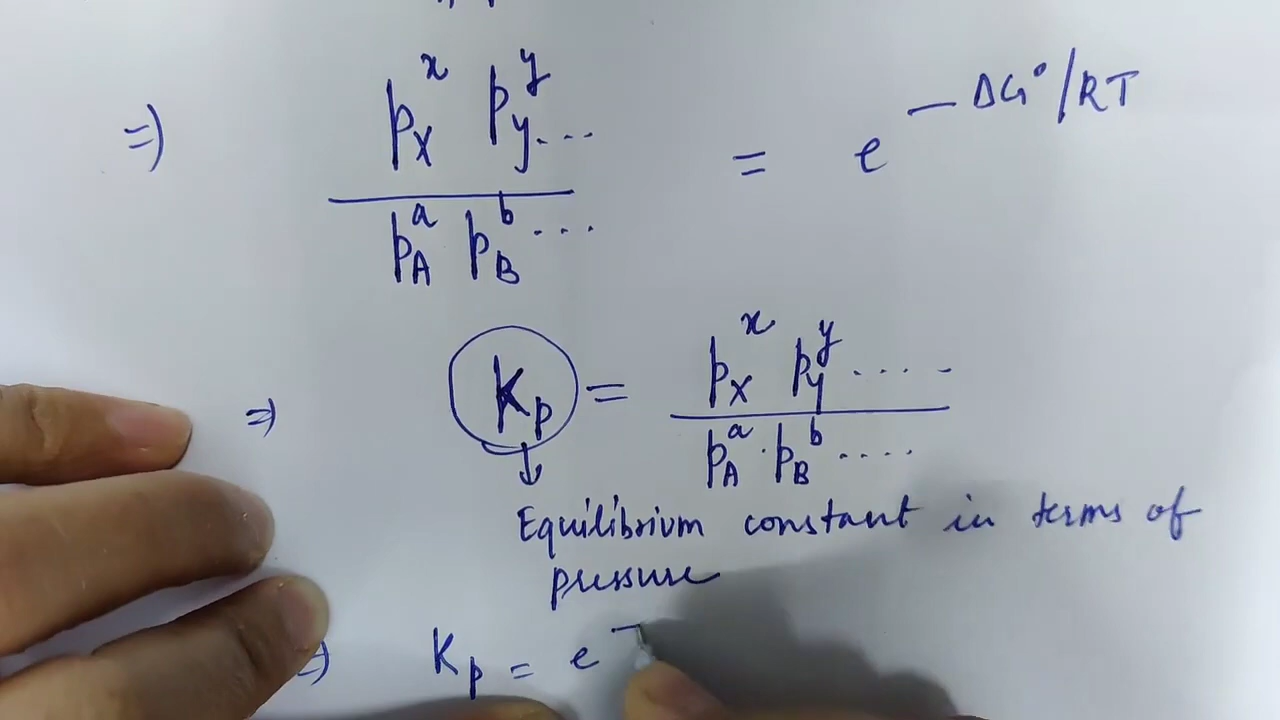 => p_X^x p_y^y ... / p_A^a p_B^b ... = e^{-ΔG°/RT}
=> K_p = p_X^x p_y^y ..... / p_A^a · p_B^b ....
↓
Equilibrium constant in terms of
pressure
=> K_p = e^-